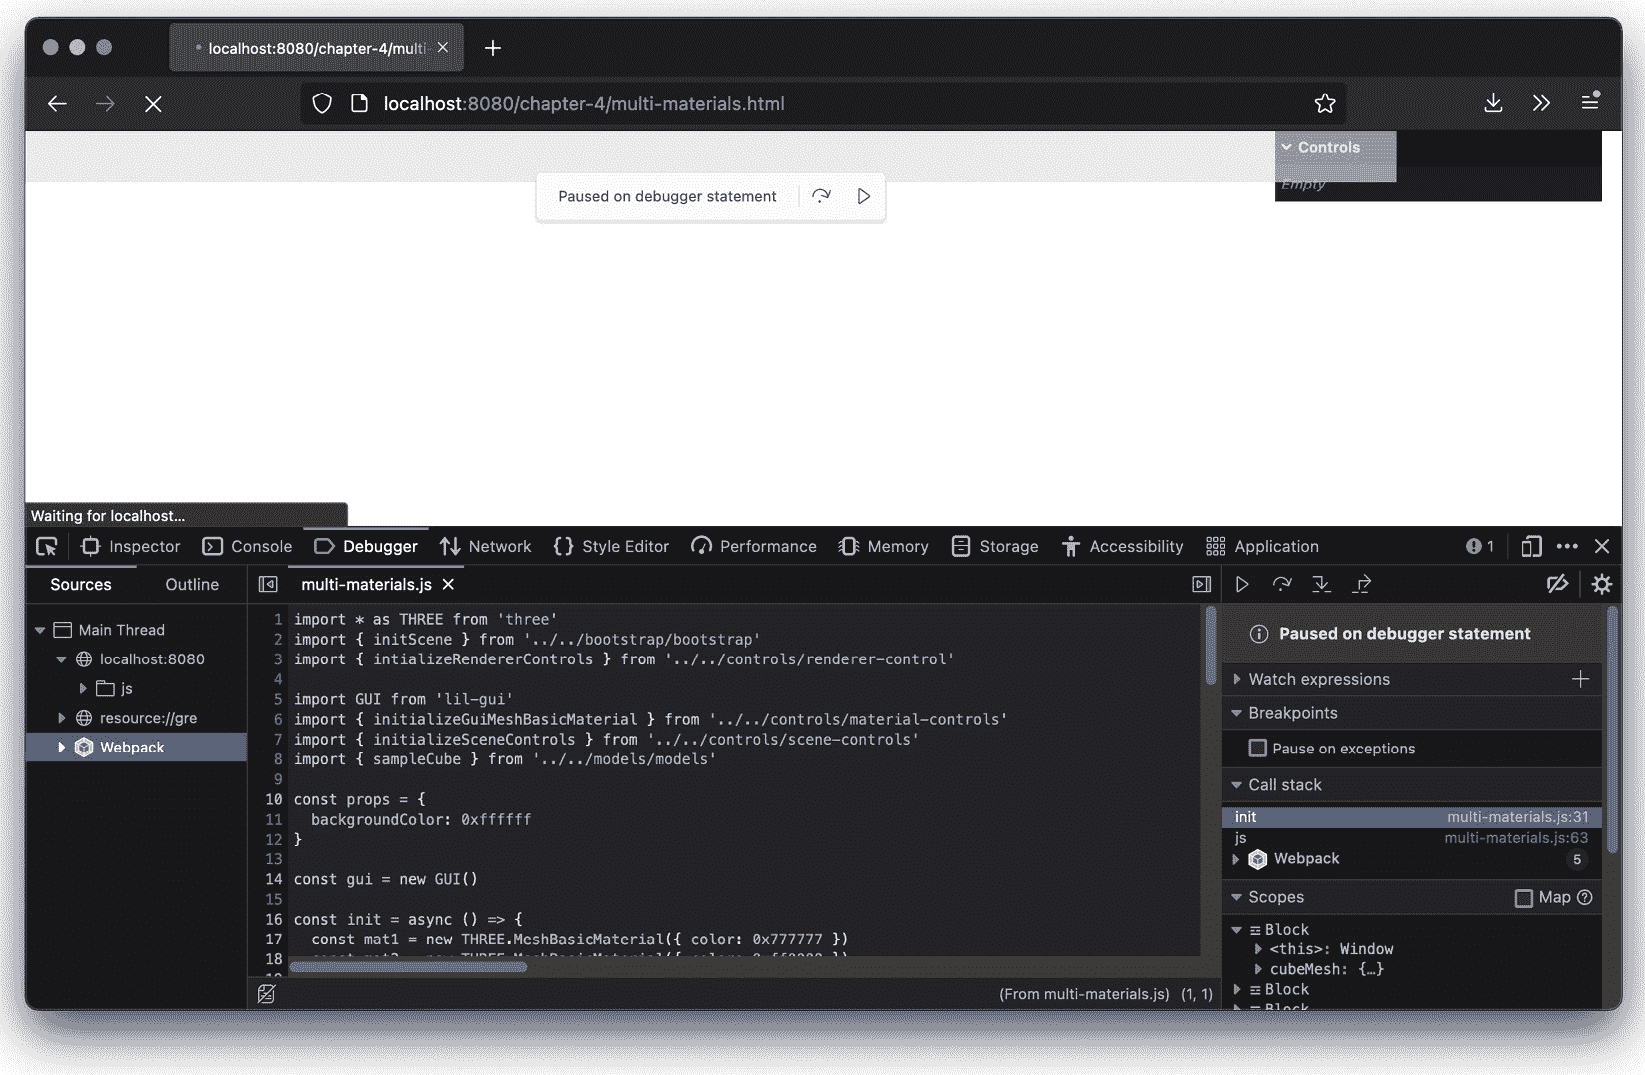 localhost:8080/chapter-4/multi-
localhost:8080/chapter-4/multi-materials.html
Controls
Empty
Paused on debugger statement
Waiting for localhost...
Inspector Console Debugger Network Style Editor Performance Memory Storage Accessibility Application 1
Sources Outline
Main Thread
localhost:8080
js
resource://gre
Webpack
multi-materials.js
1 import * as THREE from 'three'
2 import { initScene } from '../../bootstrap/bootstrap'
3 import { intializeRendererControls } from '../../controls/renderer-control'
4
5 import GUI from 'lil-gui'
6 import { initializeGuiMeshBasicMaterial } from '../../controls/material-controls'
7 import { initializeSceneControls } from '../../controls/scene-controls'
8 import { sampleCube } from '../../models/models'
9
10 const props = {
11 backgroundColor: 0xffffff
12 }
13
14 const gui = new GUI()
15
16 const init = async () => {
17 const mat1 = new THREE.MeshBasicMaterial({ color: 0x777777 })
18 const mat2 = new THREE.MeshBasicMaterial({ color: 0xff0000 })
(From multi-materials.js) (1, 1)
Paused on debugger statement
Watch expressions
Breakpoints
Pause on exceptions
Call stack
init multi-materials.js:31
js multi-materials.js:63
Webpack 5
Scopes Map
Block
<this>: Window
cubeMesh: {…}
Block
Block